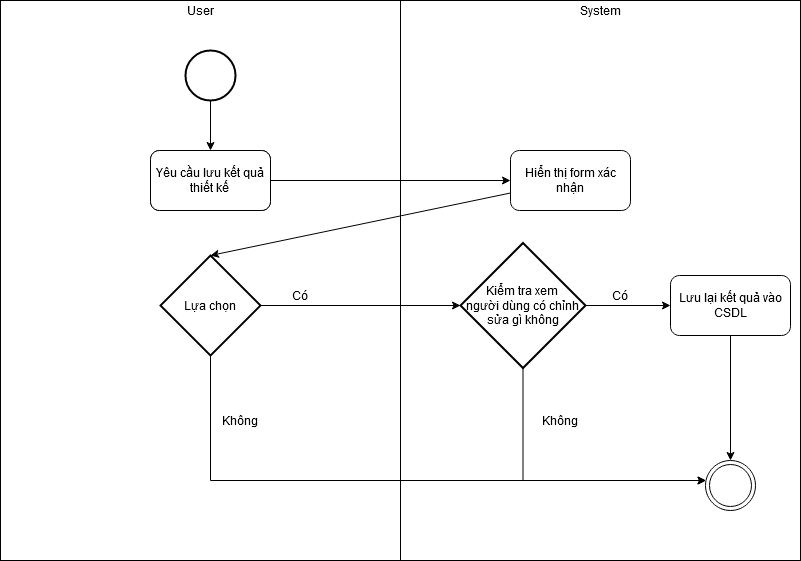 User
System
Yêu cầu lưu kết quả
thiết kế
Hiển thị form xác
nhận
Lựa chọn
Có
Kiểm tra xem
người dùng có chỉnh
sửa gì không
Có
Lưu lại kết quả vào
CSDL
Không
Không